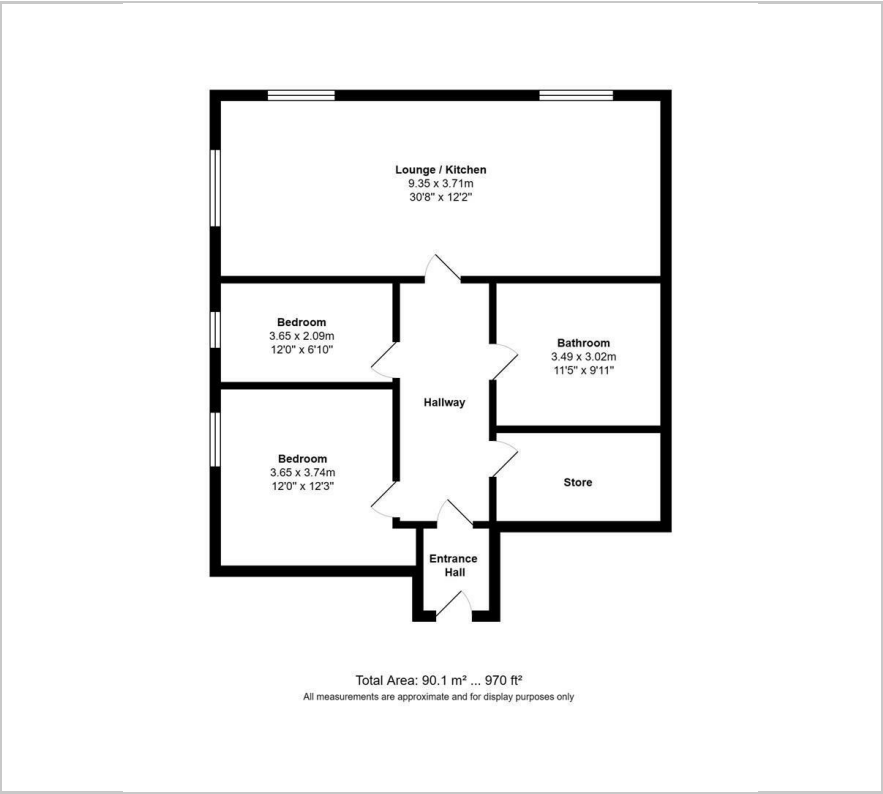 Lounge / Kitchen
9.35 x 3.71m
30'8" x 12'2"
Bedroom
3.65 x 2.09m
12'0" x 6'10"
Bathroom
3.49 x 3.02m
11'5" x 9'11"
Hallway
Bedroom
3.65 x 3.74m
12'0" x 12'3"
Store
Entrance
Hall
Total Area: 90.1 m² ... 970 ft²
All measurements are approximate and for display purposes only